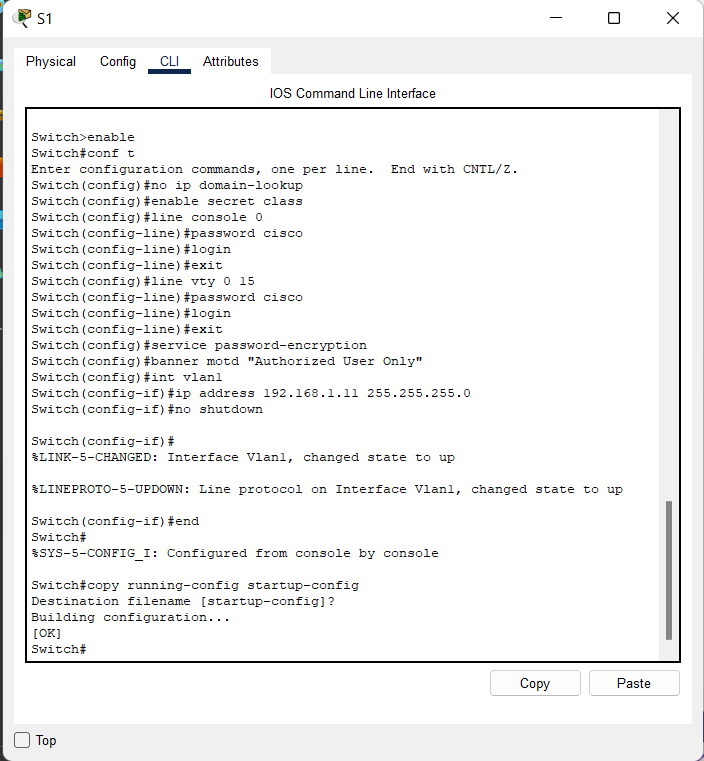 S1
Physical Config CLI Attributes
IOS Command Line Interface
Switch>enable
Switch#conf t
Enter configuration commands, one per line.  End with CNTL/Z.
Switch(config)#no ip domain-lookup
Switch(config)#enable secret class
Switch(config)#line console 0
Switch(config-line)#password cisco
Switch(config-line)#login
Switch(config-line)#exit
Switch(config)#line vty 0 15
Switch(config-line)#password cisco
Switch(config-line)#login
Switch(config-line)#exit
Switch(config)#service password-encryption
Switch(config)#banner motd "Authorized User Only"
Switch(config)#int vlan1
Switch(config-if)#ip address 192.168.1.11 255.255.255.0
Switch(config-if)#no shutdown
Switch(config-if)#
%LINK-5-CHANGED: Interface Vlan1, changed state to up
%LINEPROTO-5-UPDOWN: Line protocol on Interface Vlan1, changed state to up
Switch(config-if)#end
Switch#
%SYS-5-CONFIG_I: Configured from console by console
Switch#copy running-config startup-config
Destination filename [startup-config]?
Building configuration...
[OK]
Switch#
Copy Paste
Top